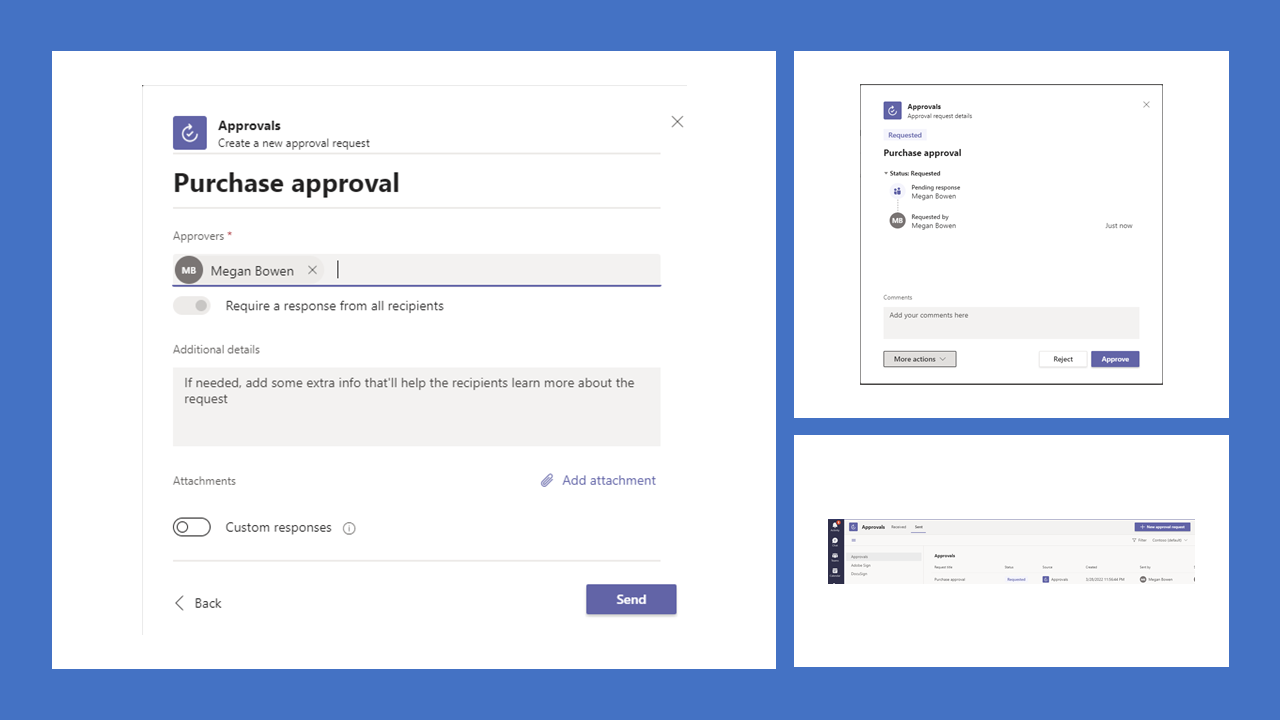 Approvals
Create a new approval request
Purchase approval
Approvers *
MB Megan Bowen
Require a response from all recipients
Additional details
If needed, add some extra info that'll help the recipients learn more about the
request
Attachments
Add attachment
Custom responses
Back
Send
Approvals
Approval request details
Requested
Purchase approval
Status: Requested
Pending response
Megan Bowen
MB
Requested by
Megan Bowen
Just now
Comments
Add your comments here
More actions
Reject
Approve
Approvals Received Sent
New approval request
Filter Contoso (default)
Approvals
Adobe Sign
DocuSign
Approvals
Request title Status Source Created Sent by
Purchase approval Requested Approvals Megan Bowen